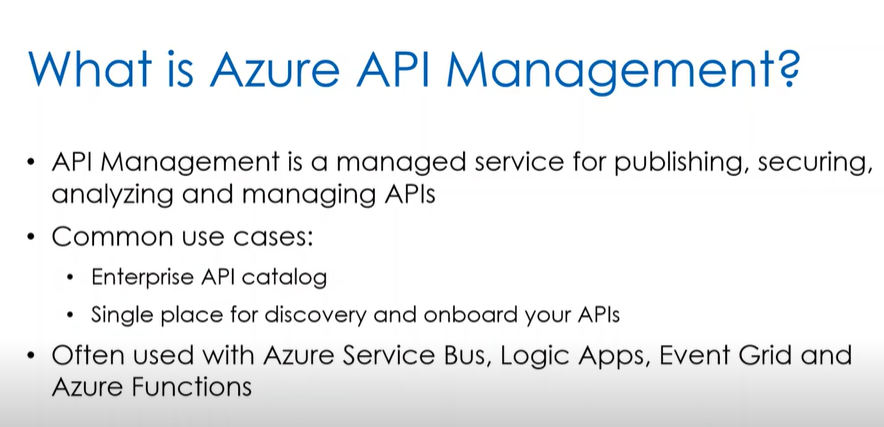 What is Azure API Management?
• API Management is a managed service for publishing, securing,
analyzing and managing APIs
• Common use cases:
• Enterprise API catalog
• Single place for discovery and onboard your APIs
• Often used with Azure Service Bus, Logic Apps, Event Grid and
Azure Functions